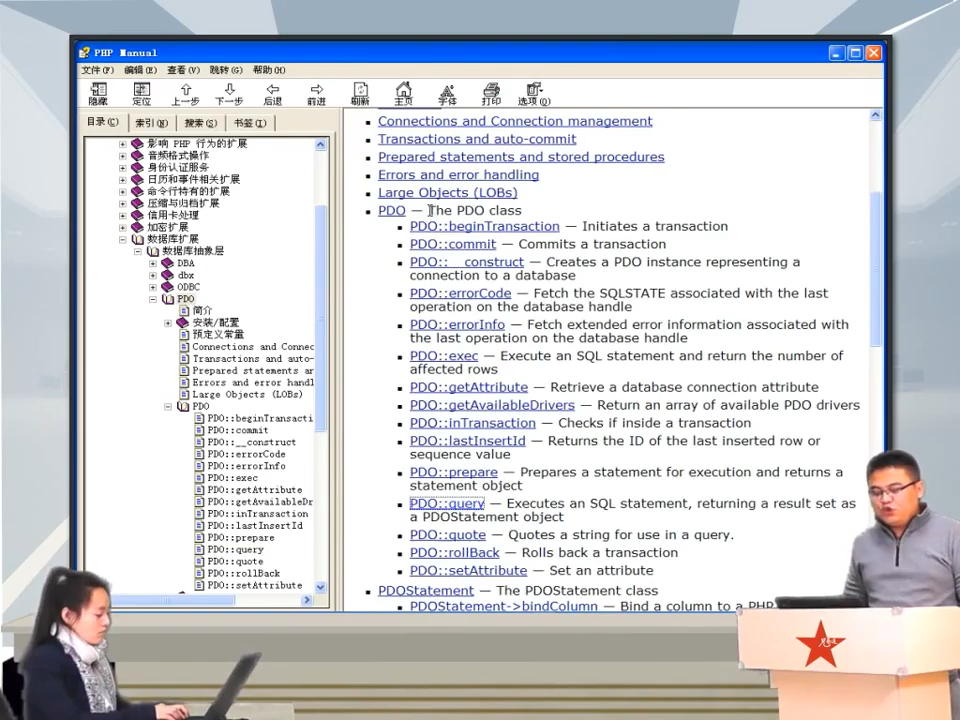 PHP Manual
文件(F) 编辑(E) 查看(V) 跳转(G) 帮助(H)
隐藏 定位 上一步 下一步 后退 前进 刷新 主页 字体 打印 选项(O)
目录(C) 索引(N) 搜索(S) 书签(I)
影响 PHP 行为的扩展
音频格式操作
身份认证服务
日历和事件相关扩展
命令行特有的扩展
压缩与归档扩展
信用卡处理
加密扩展
数据库扩展
数据库抽象层
DBA
dbx
ODBC
PDO
简介
安装/配置
预定义常量
Connections and Connec
Transactions and auto-
Prepared statements ar
Errors and error handl
Large Objects (LOBs)
PDO
PDO::beginTransacti
PDO::commit
PDO::__construct
PDO::errorCode
PDO::errorInfo
PDO::exec
PDO::getAttribute
PDO::getAvailableDr
PDO::inTransaction
PDO::lastInsertId
PDO::prepare
PDO::query
PDO::quote
PDO::rollBack
PDO::setAttribute
Connections and Connection management
Transactions and auto-commit
Prepared statements and stored procedures
Errors and error handling
Large Objects (LOBs)
PDO — The PDO class
PDO::beginTransaction — Initiates a transaction
PDO::commit — Commits a transaction
PDO::__construct — Creates a PDO instance representing a
connection to a database
PDO::errorCode — Fetch the SQLSTATE associated with the last
operation on the database handle
PDO::errorInfo — Fetch extended error information associated with
the last operation on the database handle
PDO::exec — Execute an SQL statement and return the number of
affected rows
PDO::getAttribute — Retrieve a database connection attribute
PDO::getAvailableDrivers — Return an array of available PDO drivers
PDO::inTransaction — Checks if inside a transaction
PDO::lastInsertId — Returns the ID of the last inserted row or
sequence value
PDO::prepare — Prepares a statement for execution and returns a
statement object
PDO::query — Executes an SQL statement, returning a result set as
a PDOStatement object
PDO::quote — Quotes a string for use in a query.
PDO::rollBack — Rolls back a transaction
PDO::setAttribute — Set an attribute
PDOStatement — The PDOStatement class
PDOStatement->bindColumn — Bind a column to a PHP